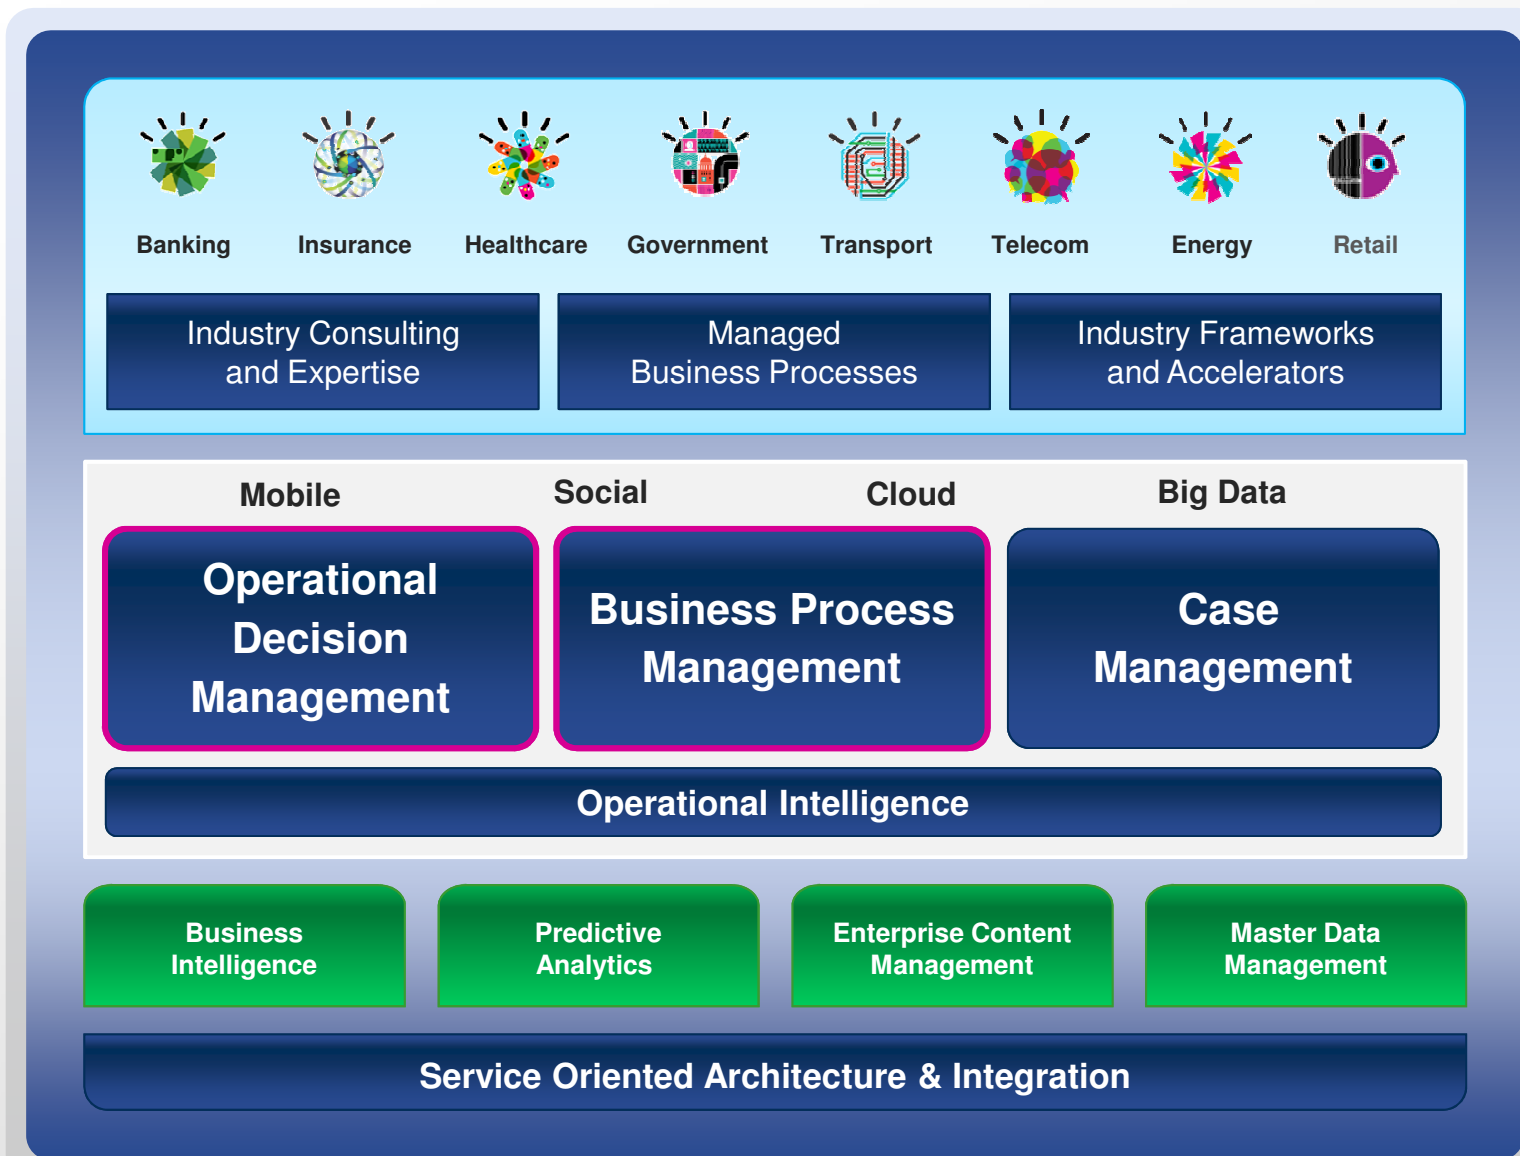 Banking
Insurance
Healthcare
Government
Transport
Telecom
Energy
Retail
Industry Consulting
and Expertise
Managed
Business Processes
Industry Frameworks
and Accelerators
Mobile
Social
Cloud
Big Data
Operational
Decision
Management
Business Process
Management
Case
Management
Operational Intelligence
Business
Intelligence
Predictive
Analytics
Enterprise Content
Management
Master Data
Management
Service Oriented Architecture & Integration